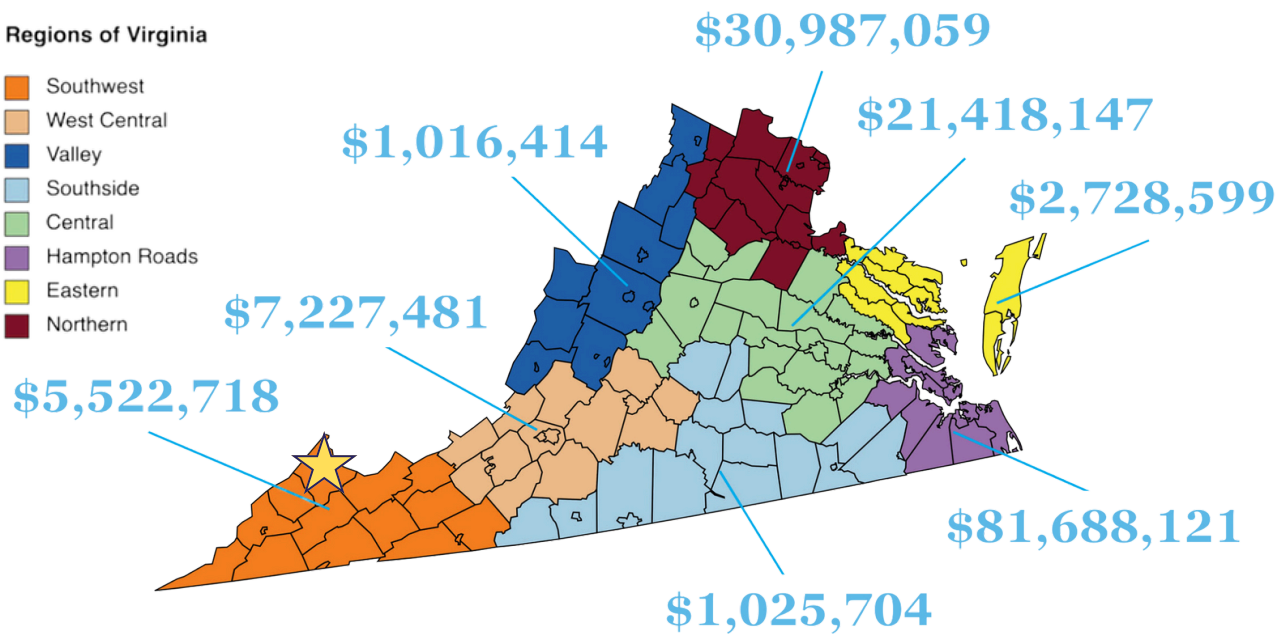 Regions of Virginia
Southwest
West Central
Valley
Southside
Central
Hampton Roads
Eastern
Northern
$30,987,059
$21,418,147
$1,016,414
$2,728,599
$7,227,481
$5,522,718
$81,688,121
$1,025,704